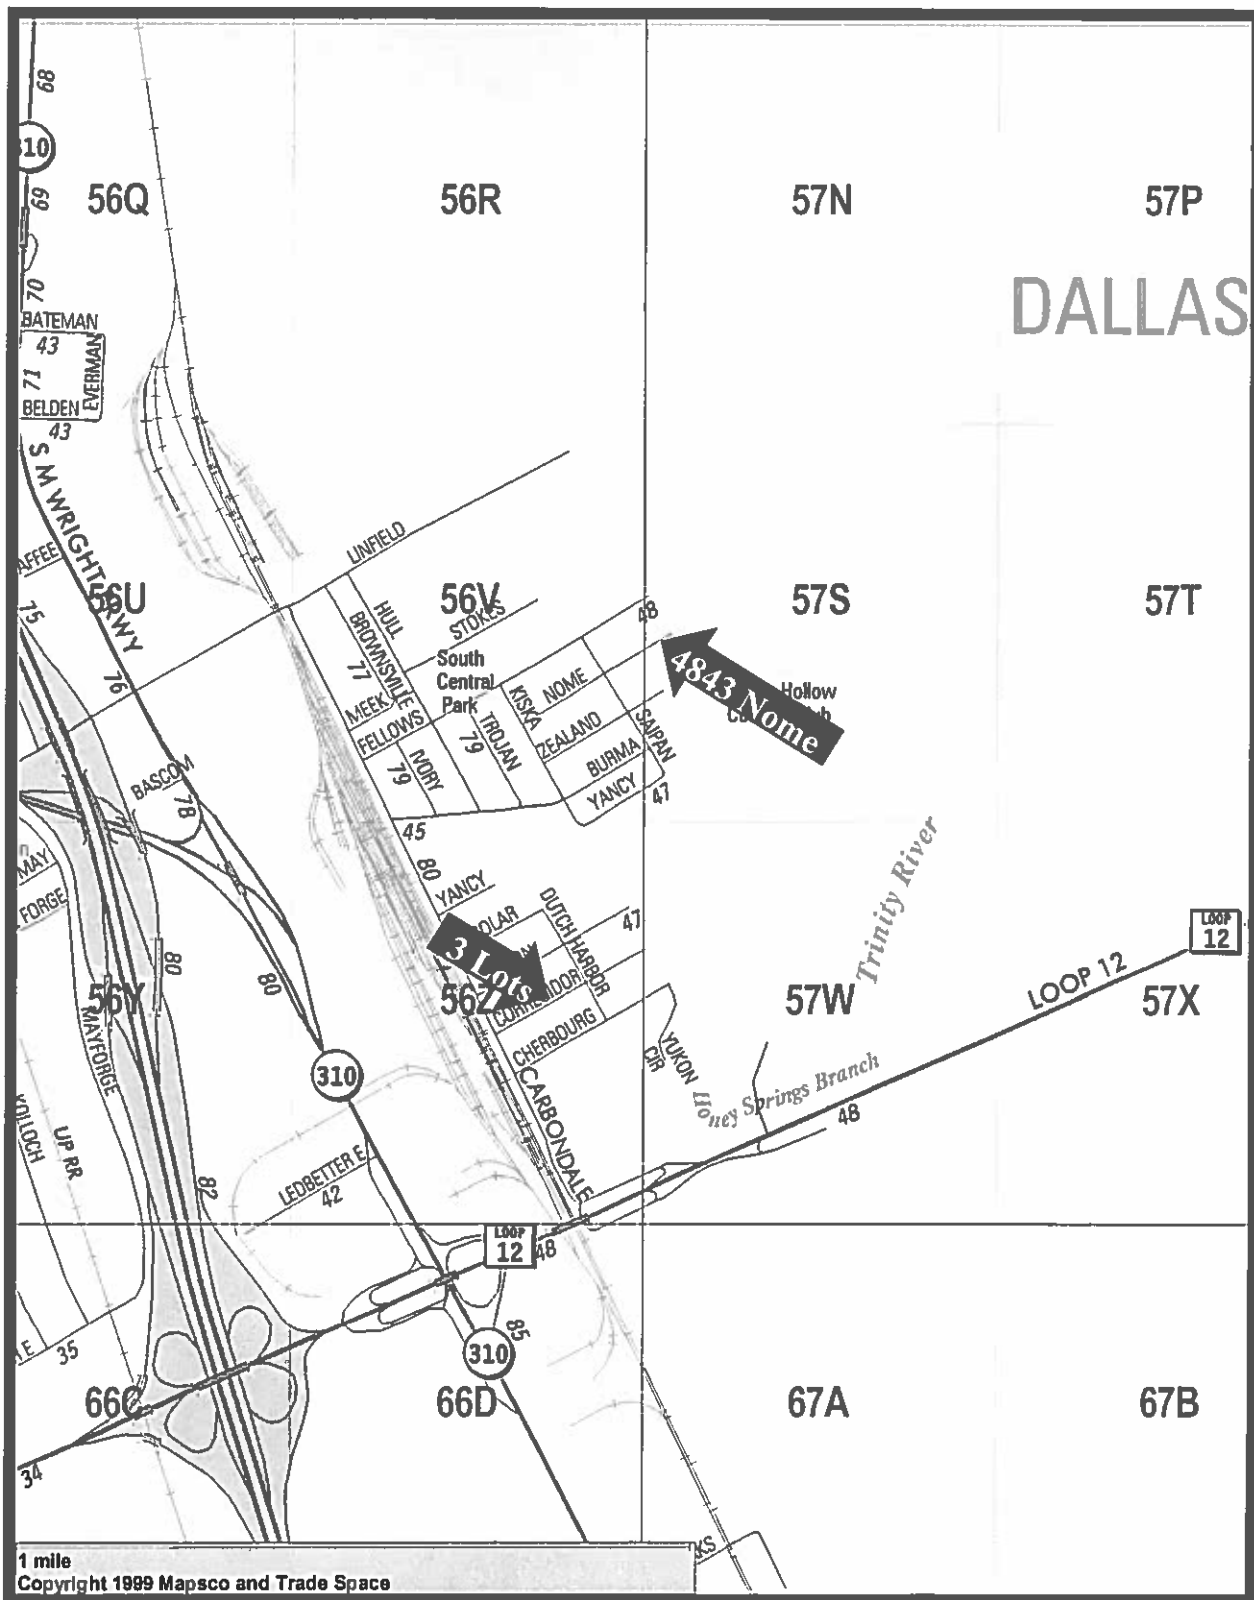 68
310
69
56Q
56R
57N
57P
70
DALLAS
BATEMAN
43
EVERMAN
71
BELDEN
43
S M WRIGHT
PRWY
LINFIELD
AFFEE
56U
56V
57S
57T
75
HULL
STOKES
48
BROWNSVILLE
77
South
Central
Park
4843 Nome
Hollow
76
KISKA
NOME
MEEK
FELLOWS
TROJAN
79
ZEALAND
SAIPAN
IVORY
79
BURMA
BASCOM
78
YANCY
47
45
80
MAY
FORGE
YANCY
DUTCH HARBOR
OLAR
47
Trinity River
LOOP
12
3 Lots
80
80
56Y
56Z
CORREGIDOR
57W
LOOP 12
57X
MAYFORGE
CHERBOURG
YUKON
CIR
310
CARBONDALE
Honey Springs Branch
48
KOLLOCH
UP RR
LEDBETTER E
42
82
LOOP
12
48
85
35
310
66C
66D
67A
67B
34
KS
1 mile
Copyright 1999 Mapsco and Trade Space